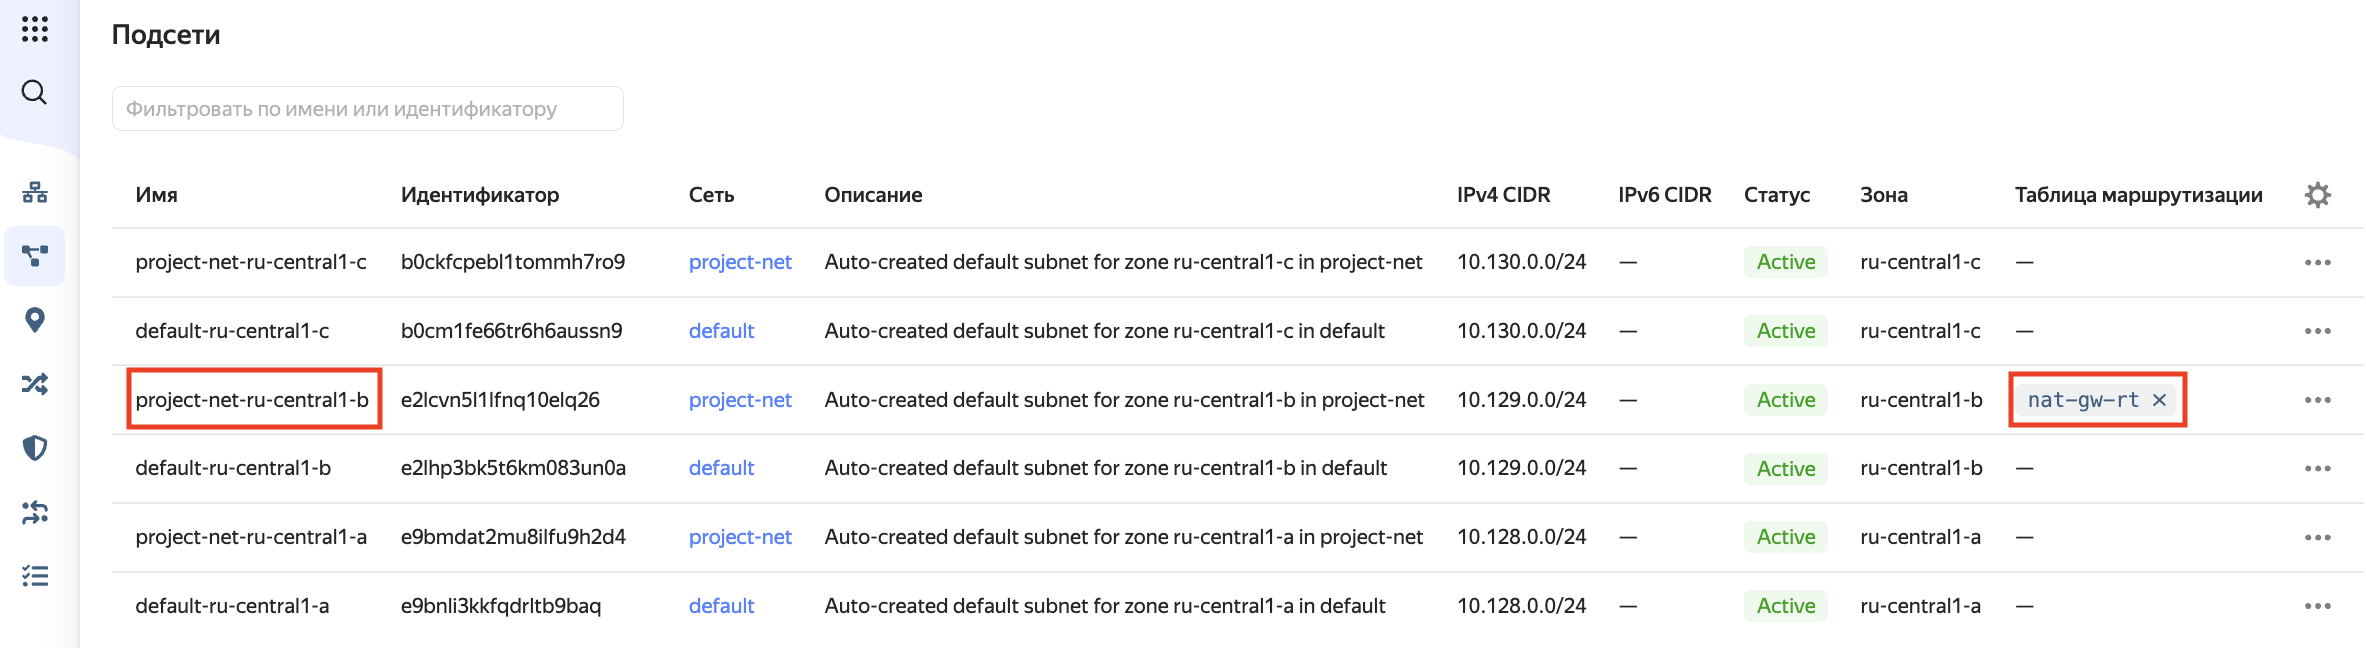 Подсети
Фильтровать по имени или идентификатору
Имя Идентификатор Сеть Описание IPv4 CIDR IPv6 CIDR Статус Зона Таблица маршрутизации
project-net-ru-central1-c b0ckfcpebl1tommh7ro9 project-net Auto-created default subnet for zone ru-central1-c in project-net 10.130.0.0/24 — Active ru-central1-c —
default-ru-central1-c b0cm1fe66tr6h6aussn9 default Auto-created default subnet for zone ru-central1-c in default 10.130.0.0/24 — Active ru-central1-c —
project-net-ru-central1-b e2lcvn5l1lfnq10elq26 project-net Auto-created default subnet for zone ru-central1-b in project-net 10.129.0.0/24 — Active ru-central1-b nat-gw-rt ×
default-ru-central1-b e2lhp3bk5t6km083un0a default Auto-created default subnet for zone ru-central1-b in default 10.129.0.0/24 — Active ru-central1-b —
project-net-ru-central1-a e9bmdat2mu8ilfu9h2d4 project-net Auto-created default subnet for zone ru-central1-a in project-net 10.128.0.0/24 — Active ru-central1-a —
default-ru-central1-a e9bnli3kkfqdrltb9baq default Auto-created default subnet for zone ru-central1-a in default 10.128.0.0/24 — Active ru-central1-a —